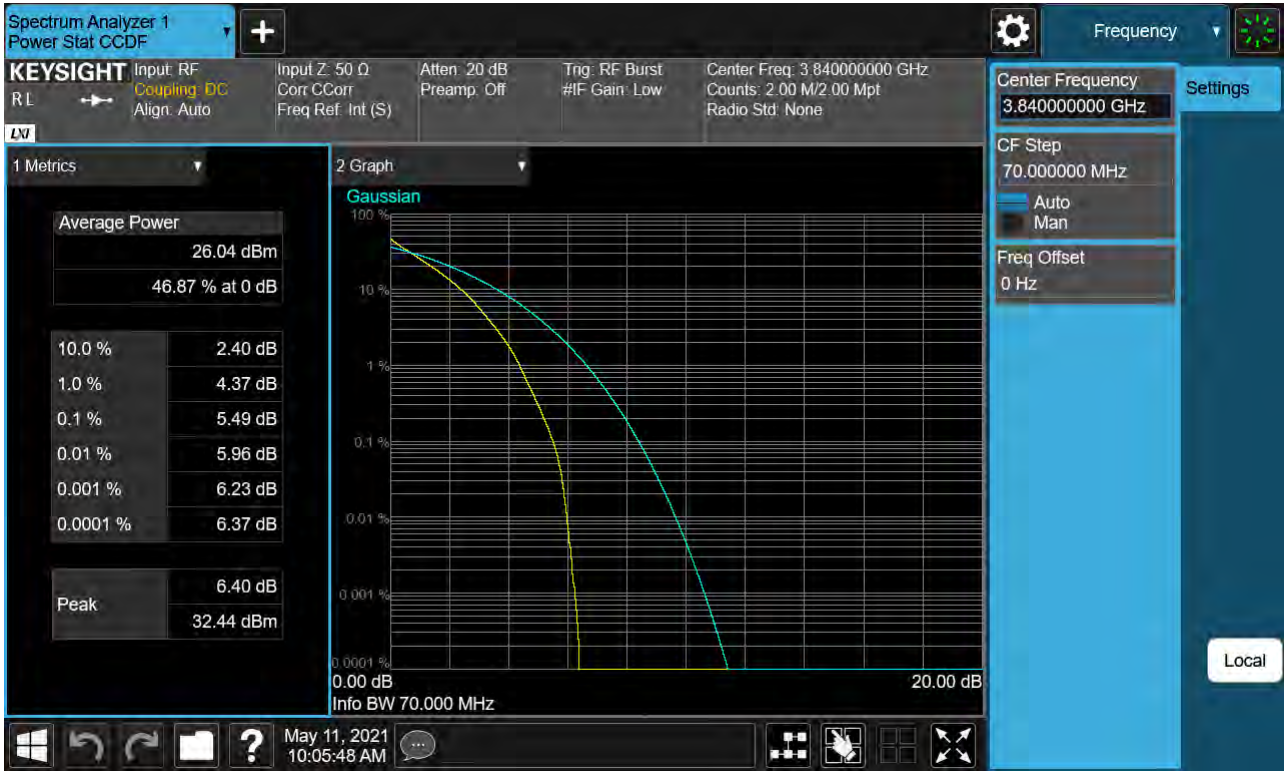 Spectrum Analyzer 1
Power Stat CCDF
Frequency
KEYSIGHT
RL
LXI
Input: RF
Coupling: DC
Align: Auto
Input Z: 50 Ω
Corr CCorr
Freq Ref: Int (S)
Atten: 20 dB
Preamp: Off
Trig: RF Burst
#IF Gain: Low
Center Freq: 3.840000000 GHz
Counts: 2.00 M/2.00 Mpt
Radio Std: None
Center Frequency
3.840000000 GHz
Settings
CF Step
70.000000 MHz
Auto
Man
Freq Offset
0 Hz
1 Metrics
Average Power
26.04 dBm
46.87 % at 0 dB
10.0 % 2.40 dB
1.0 % 4.37 dB
0.1 % 5.49 dB
0.01 % 5.96 dB
0.001 % 6.23 dB
0.0001 % 6.37 dB
Peak
6.40 dB
32.44 dBm
2 Graph
Gaussian
100 %
10 %
1 %
0.1 %
0.01 %
0.001 %
0.0001 %
0.00 dB 20.00 dB
Info BW 70.000 MHz
Local
?
May 11, 2021
10:05:48 AM